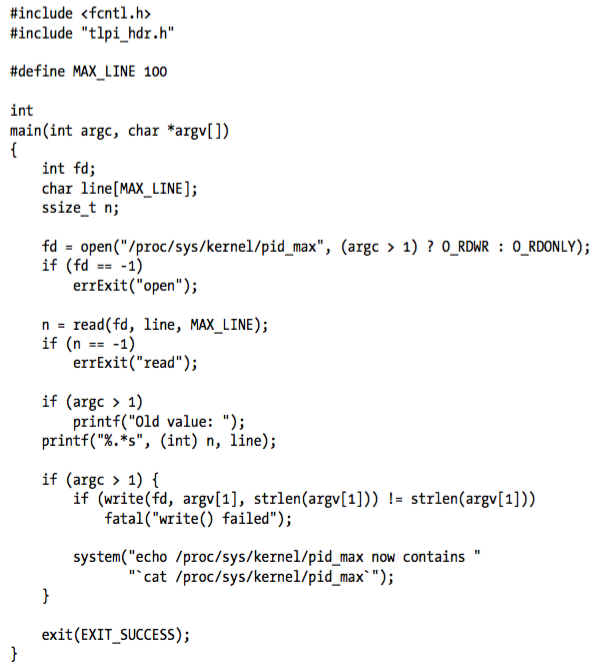 #include <fcntl.h>
#include "tlpi_hdr.h"

#define MAX_LINE 100

int
main(int argc, char *argv[])
{
    int fd;
    char line[MAX_LINE];
    ssize_t n;

    fd = open("/proc/sys/kernel/pid_max", (argc > 1) ? O_RDWR : O_RDONLY);
    if (fd == -1)
        errExit("open");

    n = read(fd, line, MAX_LINE);
    if (n == -1)
        errExit("read");

    if (argc > 1)
        printf("Old value: ");
    printf("%.*s", (int) n, line);

    if (argc > 1) {
        if (write(fd, argv[1], strlen(argv[1])) != strlen(argv[1]))
            fatal("write() failed");

        system("echo /proc/sys/kernel/pid_max now contains "
               "`cat /proc/sys/kernel/pid_max`");
    }

    exit(EXIT_SUCCESS);
}